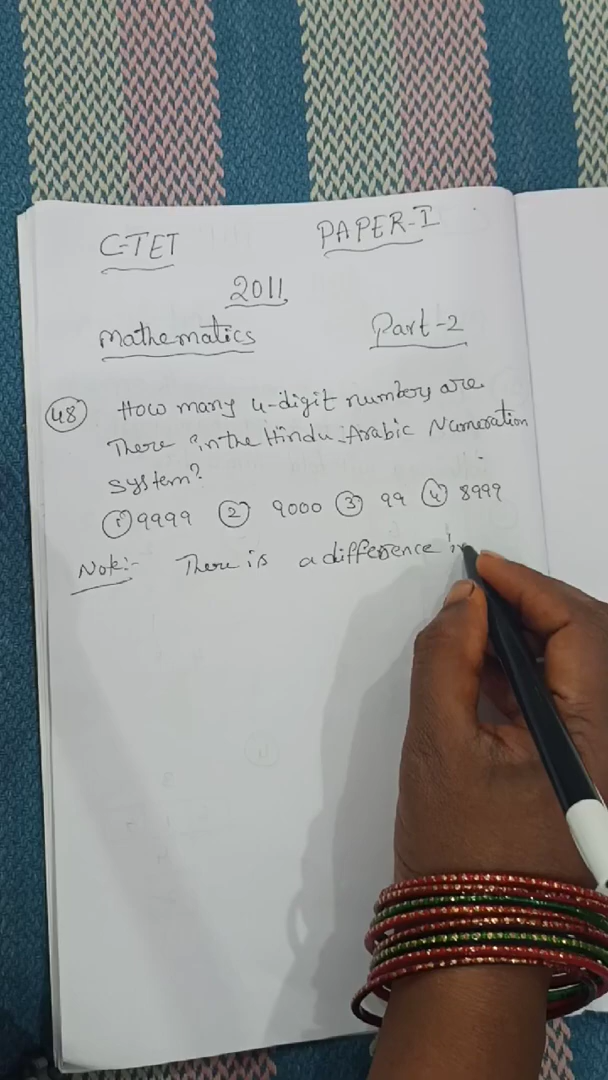 C-TET PAPER-I
2011
Mathematics Part-2
48 How many 4-digit numbers are
There in the Hindu-Arabic Numeration
system?
1 9999 2 9000 3 99 4 8999
Note:- There is a difference in